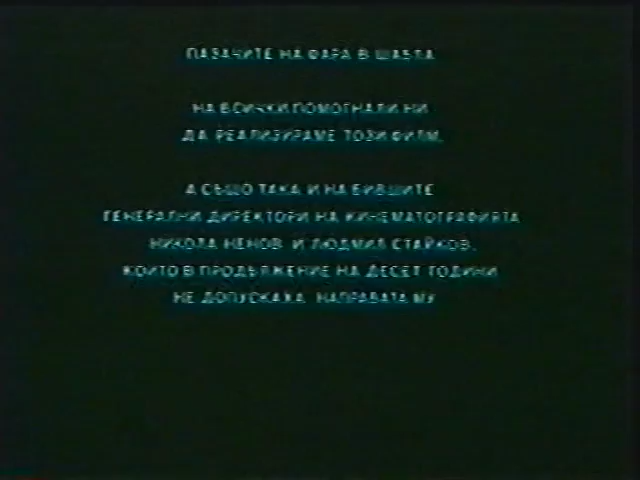 ПАЗАЧИТЕ НА ФАРА В ШАБЛА
НА ВСИЧКИ ПОМОГНАЛИ НИ
ДА РЕАЛИЗИРАМЕ ТОЗИ ФИЛМ,
А СЪЩО ТАКА И НА БИВШИТЕ
ГЕНЕРАЛНИ ДИРЕКТОРИ НА КИНЕМАТОГРАФИЯТА
НИКОЛА НЕНОВ И ЛЮДМИЛ СТАЙКОВ,
КОИТО В ПРОДЪЛЖЕНИЕ НА ДЕСЕТ ГОДИНИ
НЕ ДОПУСКАХА НАПРАВАТА МУ